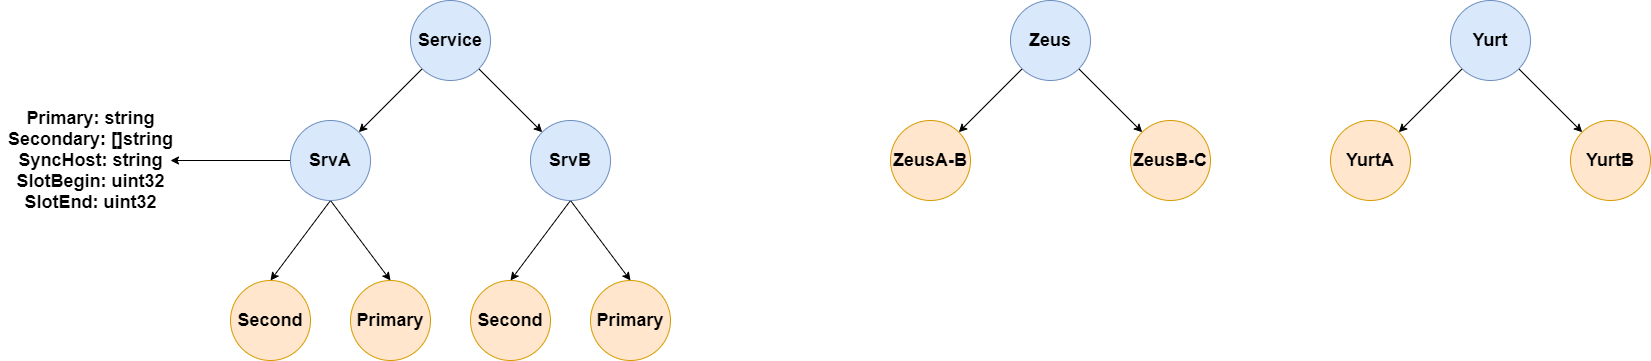 Service
Zeus
Yurt
Primary: string
Secondary: []string
SyncHost: string
SlotBegin: uint32
SlotEnd: uint32
SrvA
SrvB
ZeusA-B
ZeusB-C
YurtA
YurtB
Second
Primary
Second
Primary